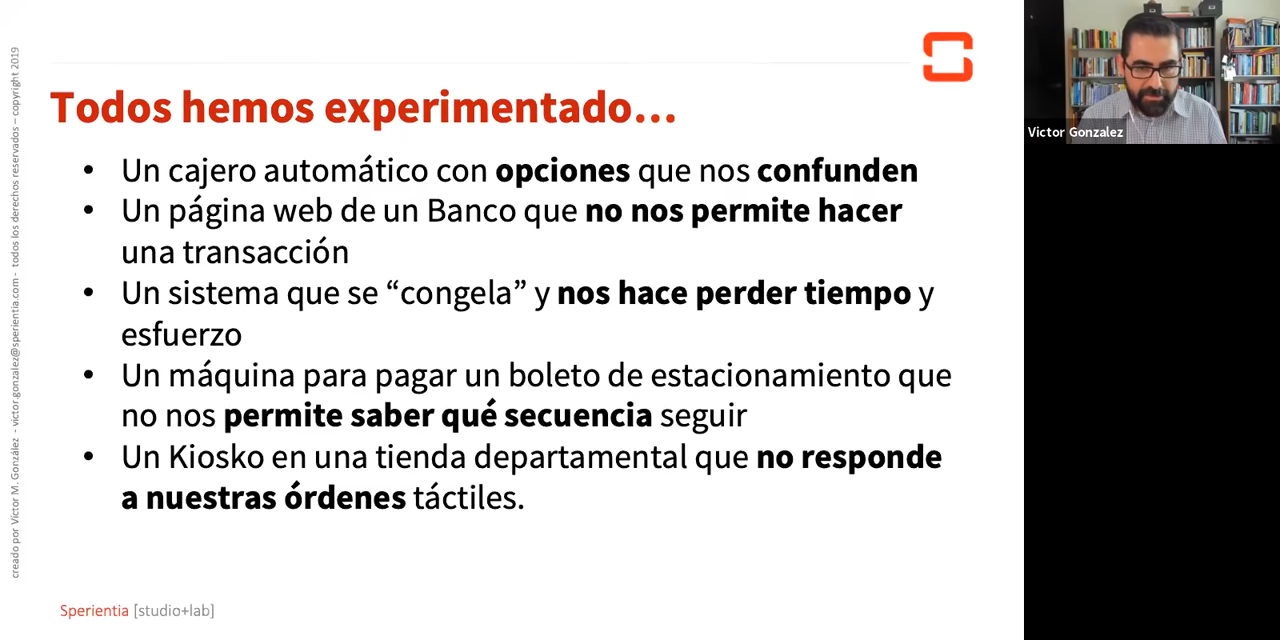 Todos hemos experimentado...
• Un cajero automático con opciones que nos confunden
• Un página web de un Banco que no nos permite hacer
una transacción
• Un sistema que se “congela” y nos hace perder tiempo y
esfuerzo
• Un máquina para pagar un boleto de estacionamiento que
no nos permite saber qué secuencia seguir
• Un Kiosko en una tienda departamental que no responde
a nuestras órdenes táctiles.
Sperientia [studio+lab]
creado por Víctor M. González - victor.gonzalez@sperientia.com - todos los derechos reservados – copyright 2019
Victor Gonzalez